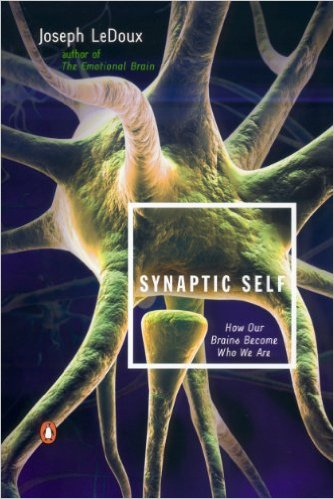 Joseph LeDoux
author of
The Emotional Brain
SYNAPTIC SELF
How Our
Brains Become
Who We Are